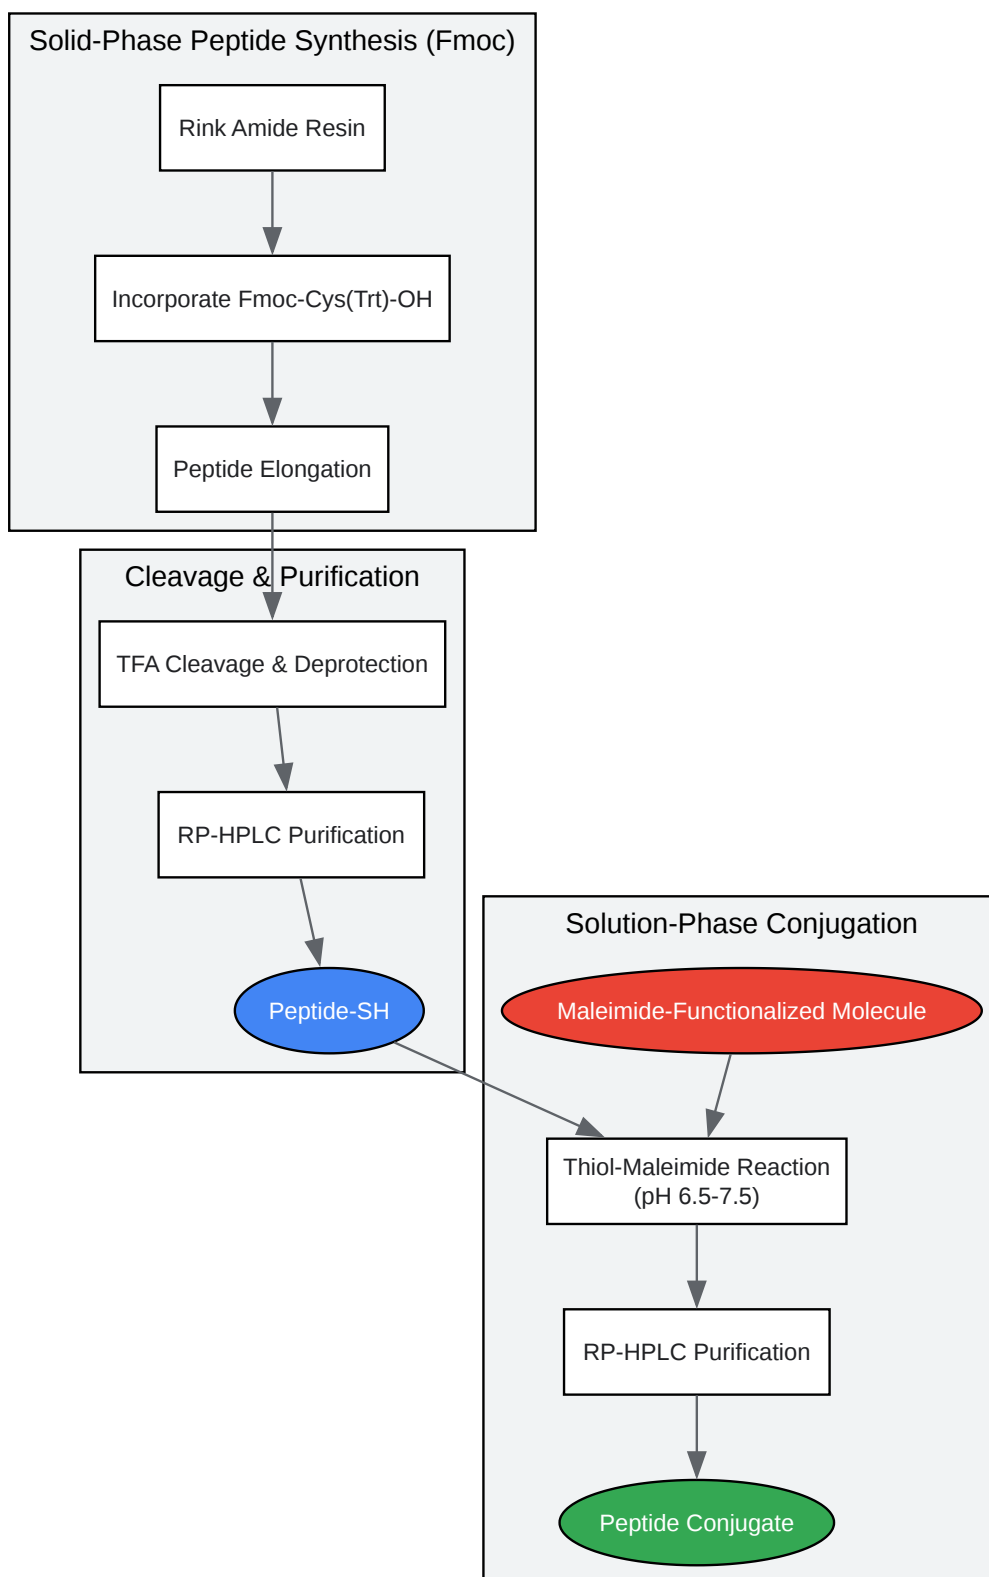 Solid-Phase Peptide Synthesis (Fmoc)
Rink Amide Resin
Incorporate Fmoc-Cys(Trt)-OH
Peptide Elongation
Cleavage & Purification
TFA Cleavage & Deprotection
RP-HPLC Purification
Peptide-SH
Solution-Phase Conjugation
Maleimide-Functionalized Molecule
Thiol-Maleimide Reaction
(pH 6.5-7.5)
RP-HPLC Purification
Peptide Conjugate